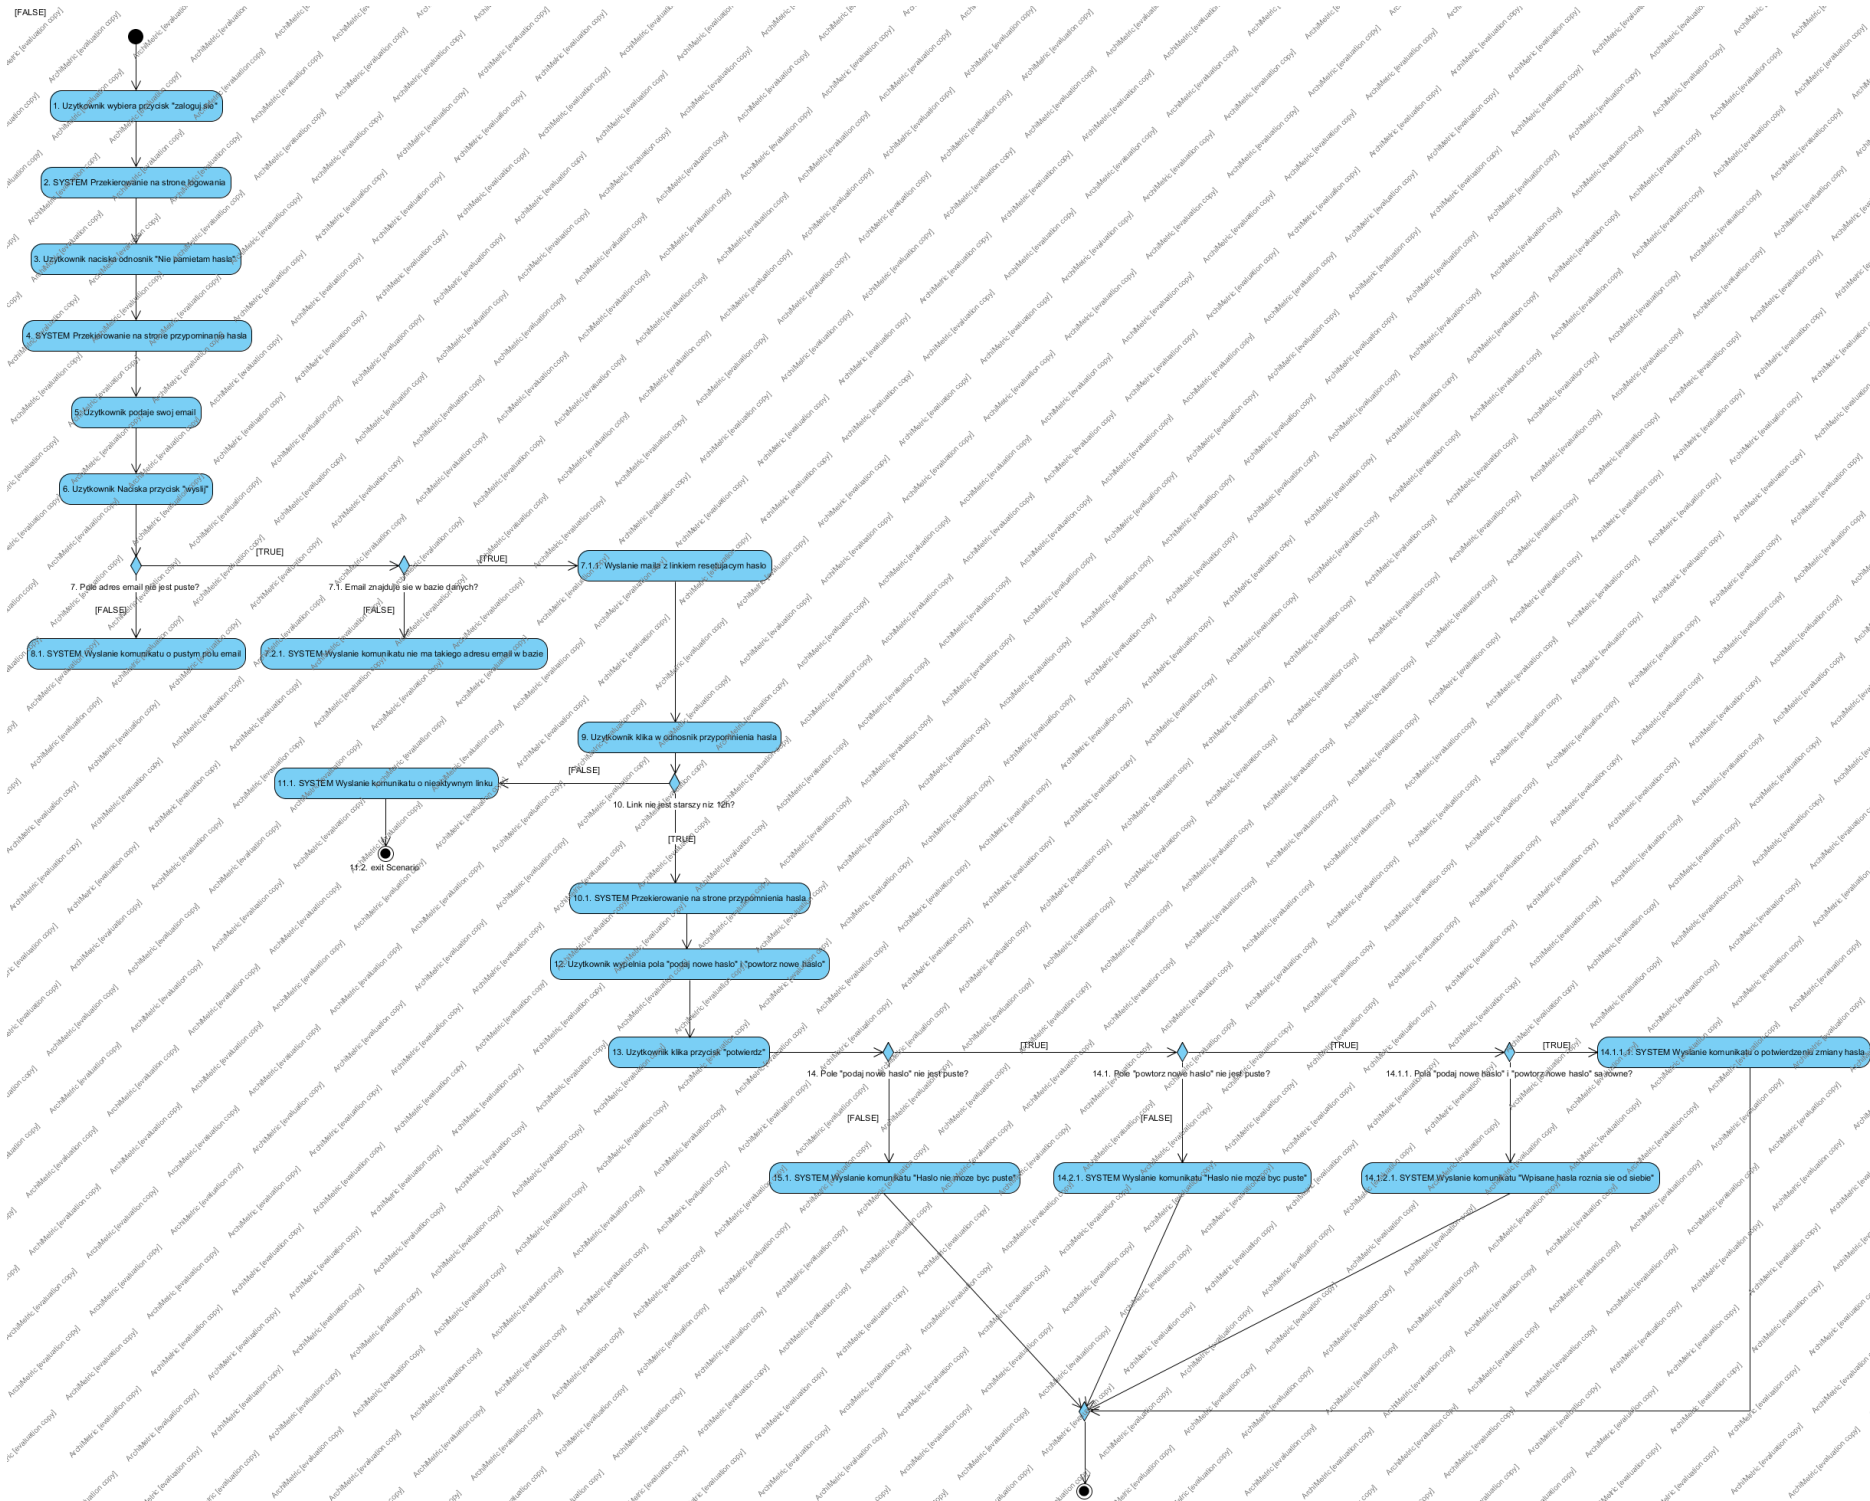 [FALSE]
1. Uzytkownik wybiera przycisk "zaloguj sie"
2. SYSTEM Przekierowanie na strone logowania
3. Uzytkownik naciska odnosnik "Nie pamietam hasla"
4. SYSTEM Przekierowanie na strone przypominania hasla
5. Uzytkownik podaje swoj email
6. Uzytkownik Naciska przycisk "wyslij"
[TRUE]
[TRUE]
7.1.1. Wyslanie maila z linkiem resetujacym haslo
7. Pole adres email nie jest puste?
7.1. Email znajduje sie w bazie danych?
[FALSE]
[FALSE]
8.1. SYSTEM Wyslanie komunikatu o pustym polu email
7.2.1. SYSTEM Wyslanie komunikatu nie ma takiego adresu email w bazie
9. Uzytkownik klika w odnosnik przypomnienia hasla
[FALSE]
11.1. SYSTEM Wyslanie komunikatu o nieaktywnym linku
10. Link nie jest starszy niz 12h?
[TRUE]
11.2. exit Scenario
10.1. SYSTEM Przekierowanie na strone przypomnienia hasla
12. Uzytkownik wypelnia pola "podaj nowe haslo" i "powtorz nowe haslo"
13. Uzytkownik klika przycisk "potwierdz"
[TRUE]
[TRUE]
[TRUE]
14.1.1.1. SYSTEM Wyslanie komunikatu o potwierdzeniu zmiany hasla
14. Pole "podaj nowe haslo" nie jest puste?
14.1. Pole "powtorz nowe haslo" nie jest puste?
14.1.1. Pola "podaj nowe haslo" i "powtorz nowe haslo" sa rowne?
[FALSE]
[FALSE]
15.1. SYSTEM Wyslanie komunikatu "Haslo nie moze byc puste"
14.2.1. SYSTEM Wyslanie komunikatu "Haslo nie moze byc puste"
14.1.2.1. SYSTEM Wyslanie komunikatu "Wpisane hasla roznia sie od siebie"
ArchiMetric [evaluation copy]